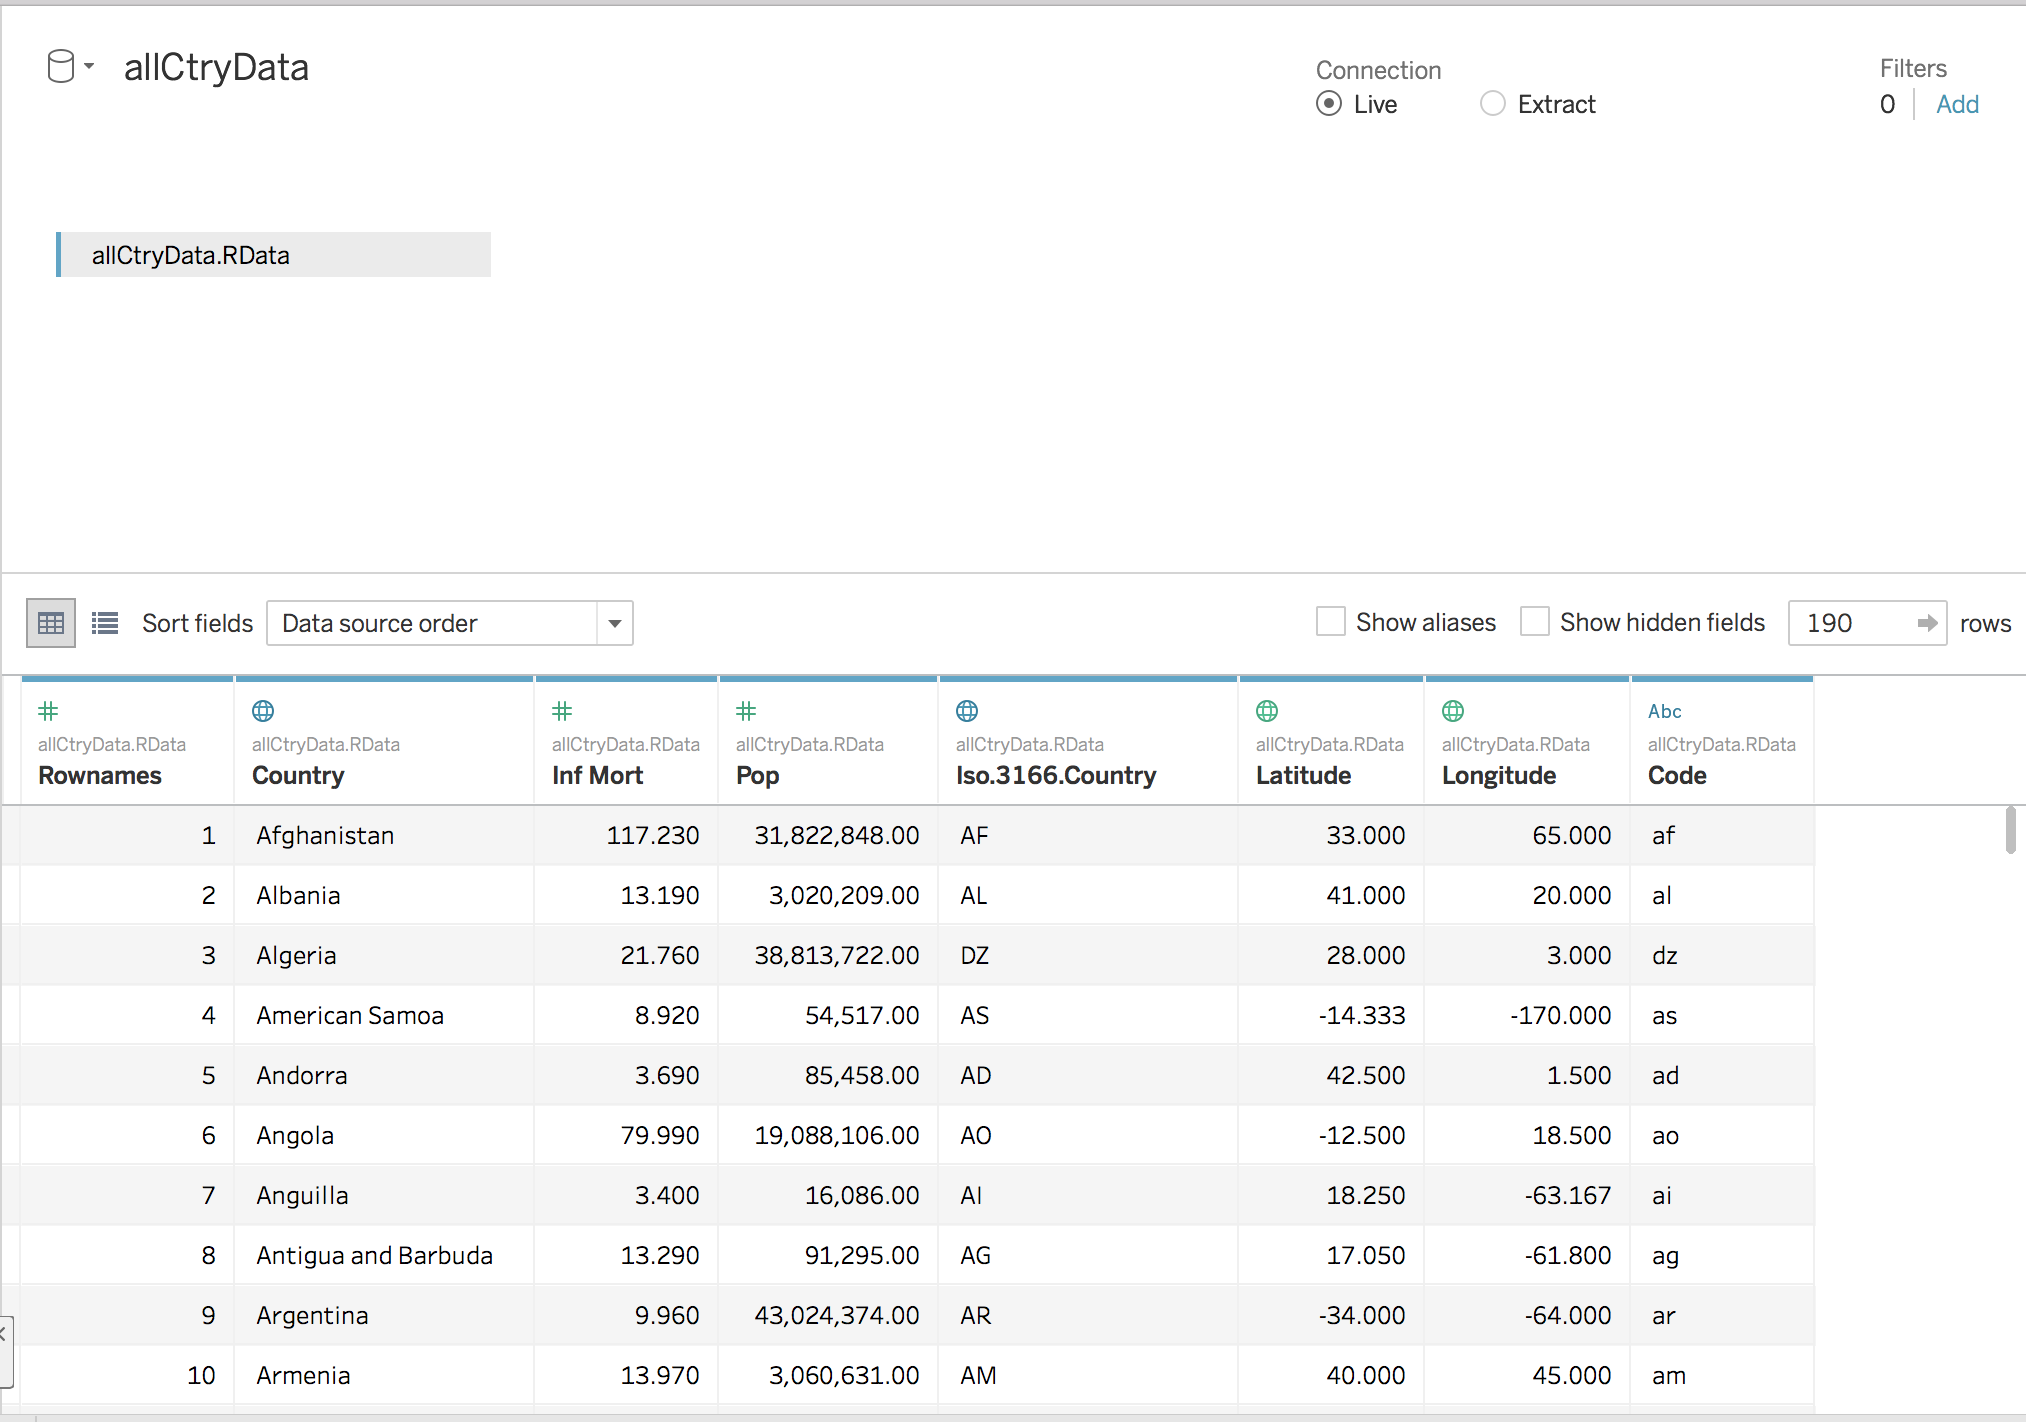 allCtryData
Connection
Live Extract
Filters
0 Add
allCtryData.RData
Sort fields Data source order Show aliases Show hidden fields 190 rows
# # # Abc
allCtryData.RData allCtryData.RData allCtryData.RData allCtryData.RData allCtryData.RData allCtryData.RData allCtryData.RData allCtryData.RData
Rownames Country Inf Mort Pop Iso.3166.Country Latitude Longitude Code
1 Afghanistan 117.230 31,822,848.00 AF 33.000 65.000 af
2 Albania 13.190 3,020,209.00 AL 41.000 20.000 al
3 Algeria 21.760 38,813,722.00 DZ 28.000 3.000 dz
4 American Samoa 8.920 54,517.00 AS -14.333 -170.000 as
5 Andorra 3.690 85,458.00 AD 42.500 1.500 ad
6 Angola 79.990 19,088,106.00 AO -12.500 18.500 ao
7 Anguilla 3.400 16,086.00 AI 18.250 -63.167 ai
8 Antigua and Barbuda 13.290 91,295.00 AG 17.050 -61.800 ag
9 Argentina 9.960 43,024,374.00 AR -34.000 -64.000 ar
10 Armenia 13.970 3,060,631.00 AM 40.000 45.000 am